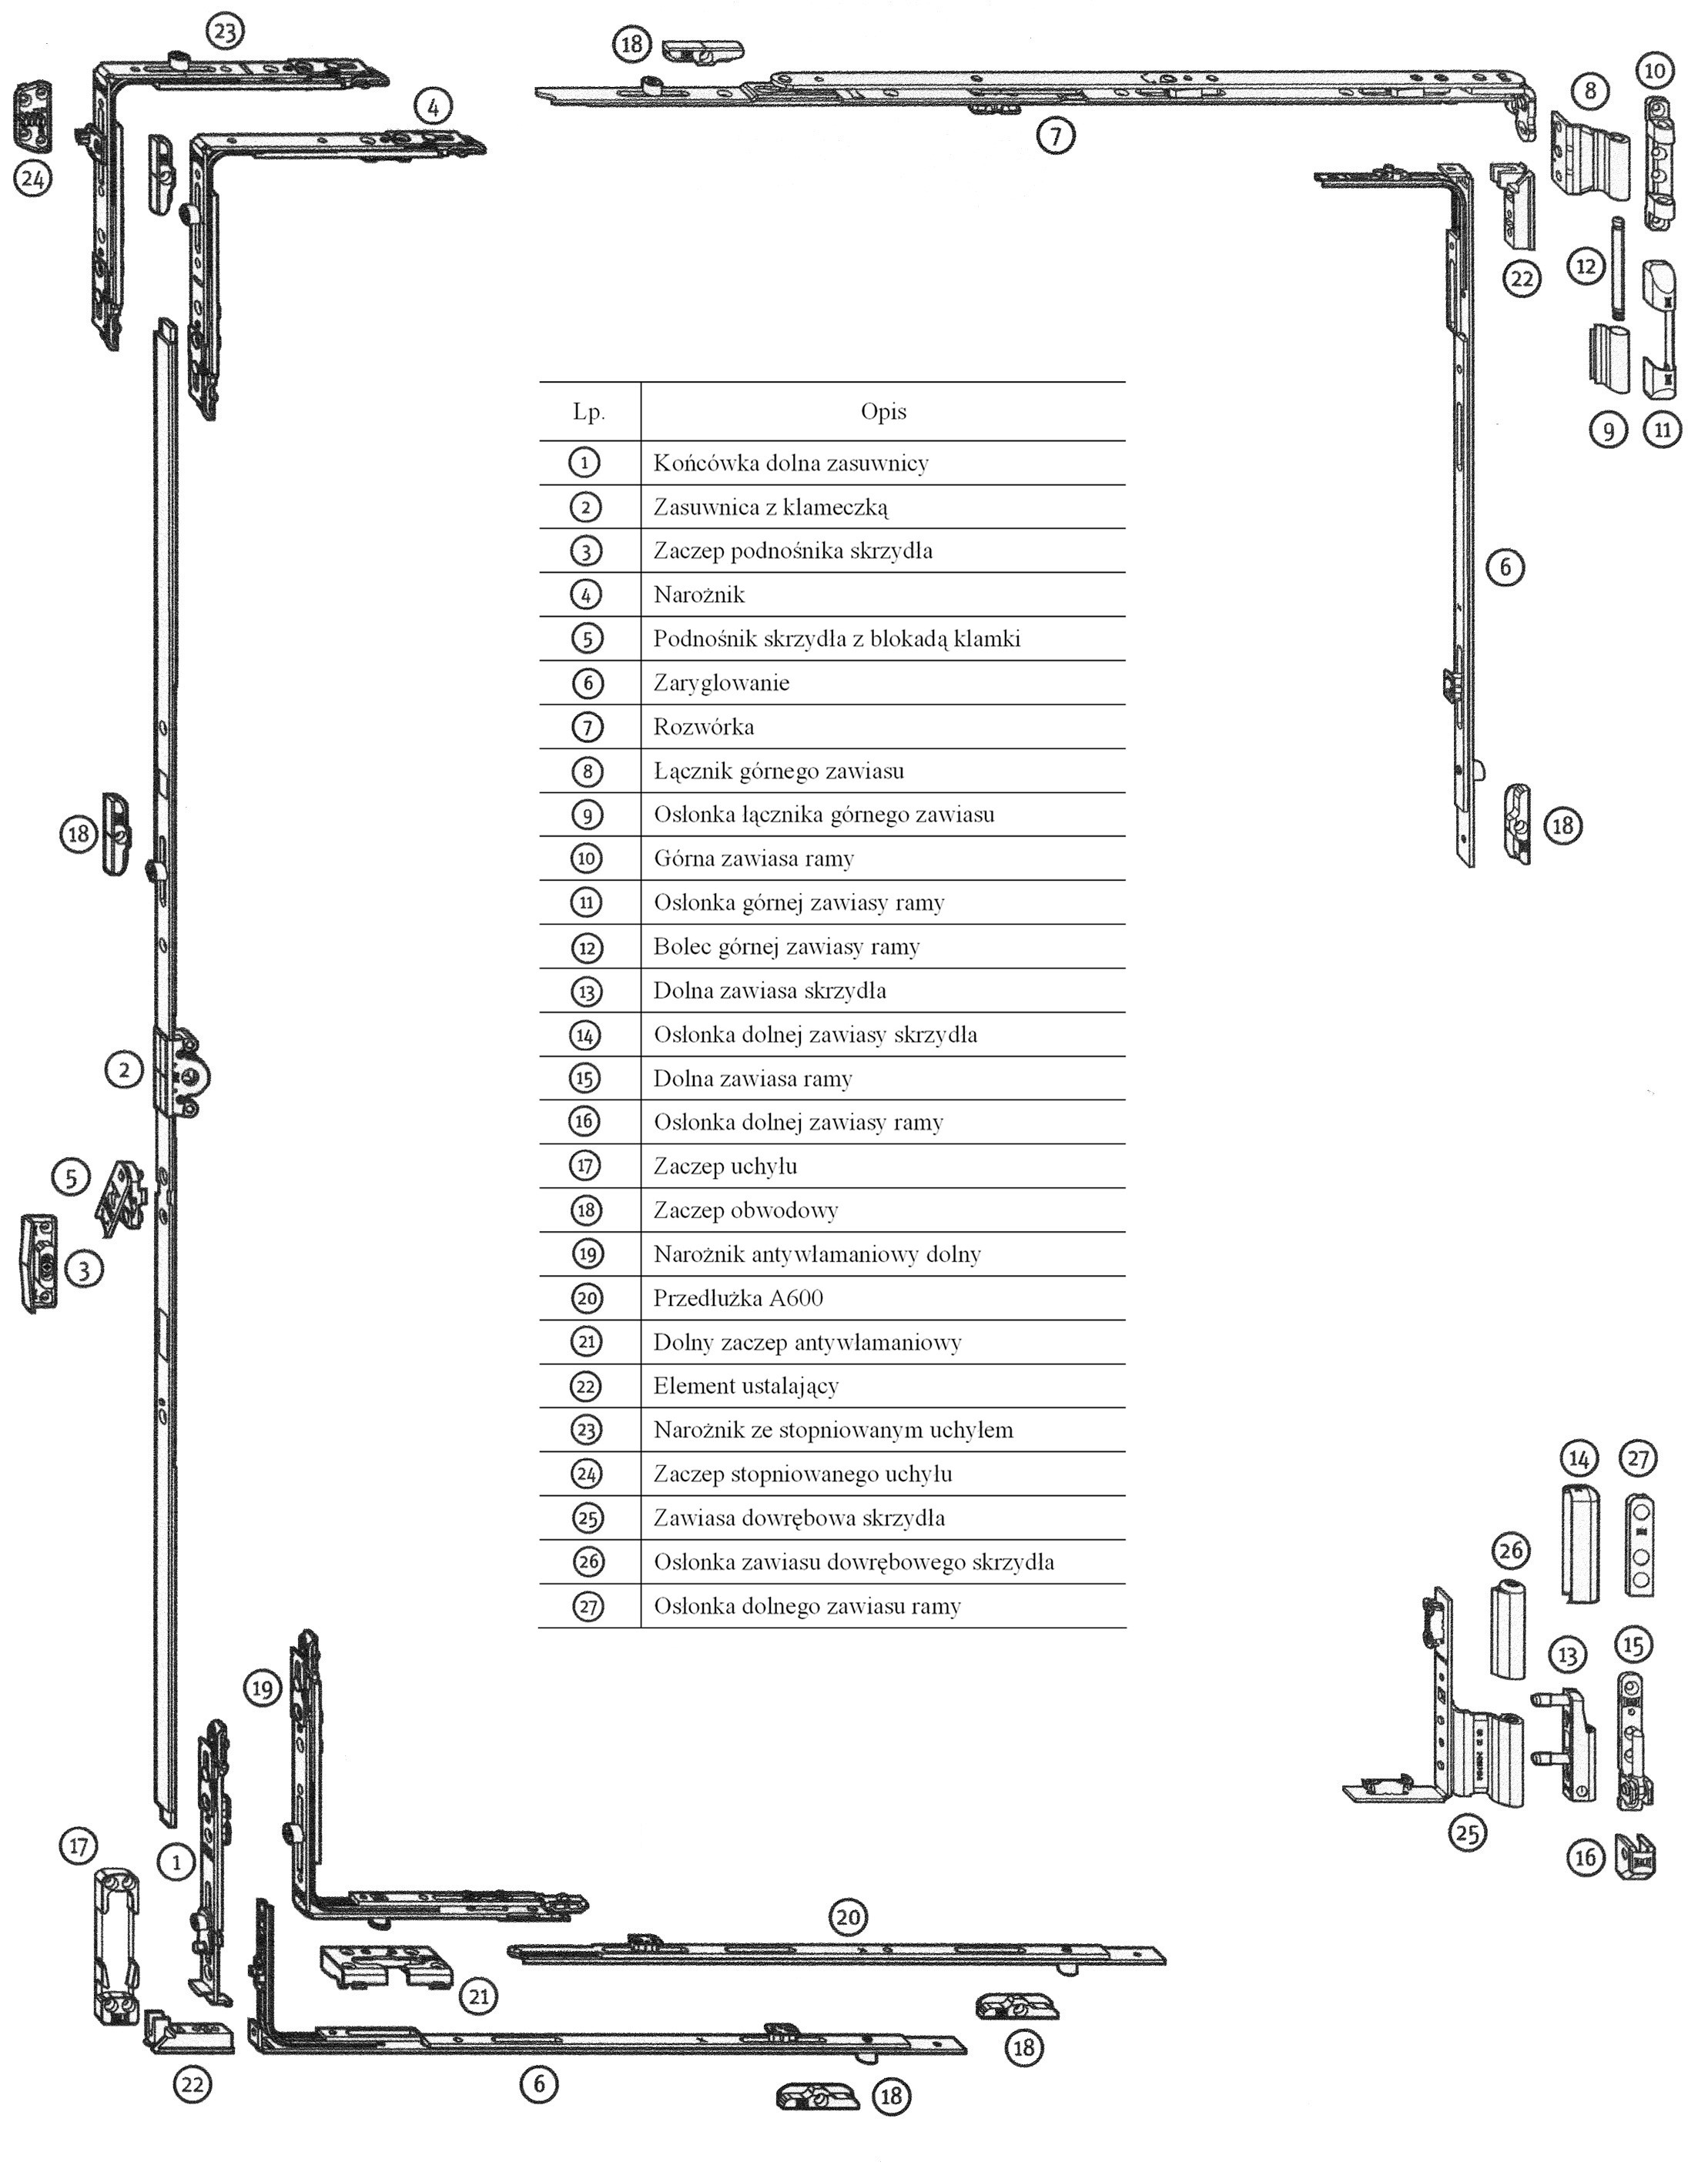 23
18
10
4
8
7
24
22
12
9
11
Lp. Opis
1 Końcówka dolna zasuwnicy
2 Zasuwnica z klameczką
3 Zaczep podnośnika skrzydła
4 Narożnik
5 Podnośnik skrzydła z blokadą klamki
6 Zaryglowanie
7 Rozwórka
8 Łącznik górnego zawiasu
9 Osłonka łącznika górnego zawiasu
10 Górna zawiasa ramy
11 Osłonka górnej zawiasy ramy
12 Bolec górnej zawiasy ramy
13 Dolna zawiasa skrzydła
14 Osłonka dolnej zawiasy skrzydła
15 Dolna zawiasa ramy
16 Osłonka dolnej zawiasy ramy
17 Zaczep uchyłu
18 Zaczep obwodowy
19 Narożnik antywłamaniowy dolny
20 Przedłużka A600
21 Dolny zaczep antywłamaniowy
22 Element ustalający
23 Narożnik ze stopniowanym uchyłem
24 Zaczep stopniowanego uchyłu
25 Zawiasa dowrębowa skrzydła
26 Osłonka zawiasu dowrębowego skrzydła
27 Osłonka dolnego zawiasu ramy
6
18
18
2
5
3
14
27
26
15
13
19
25
17
1
16
20
21
18
22
6
18